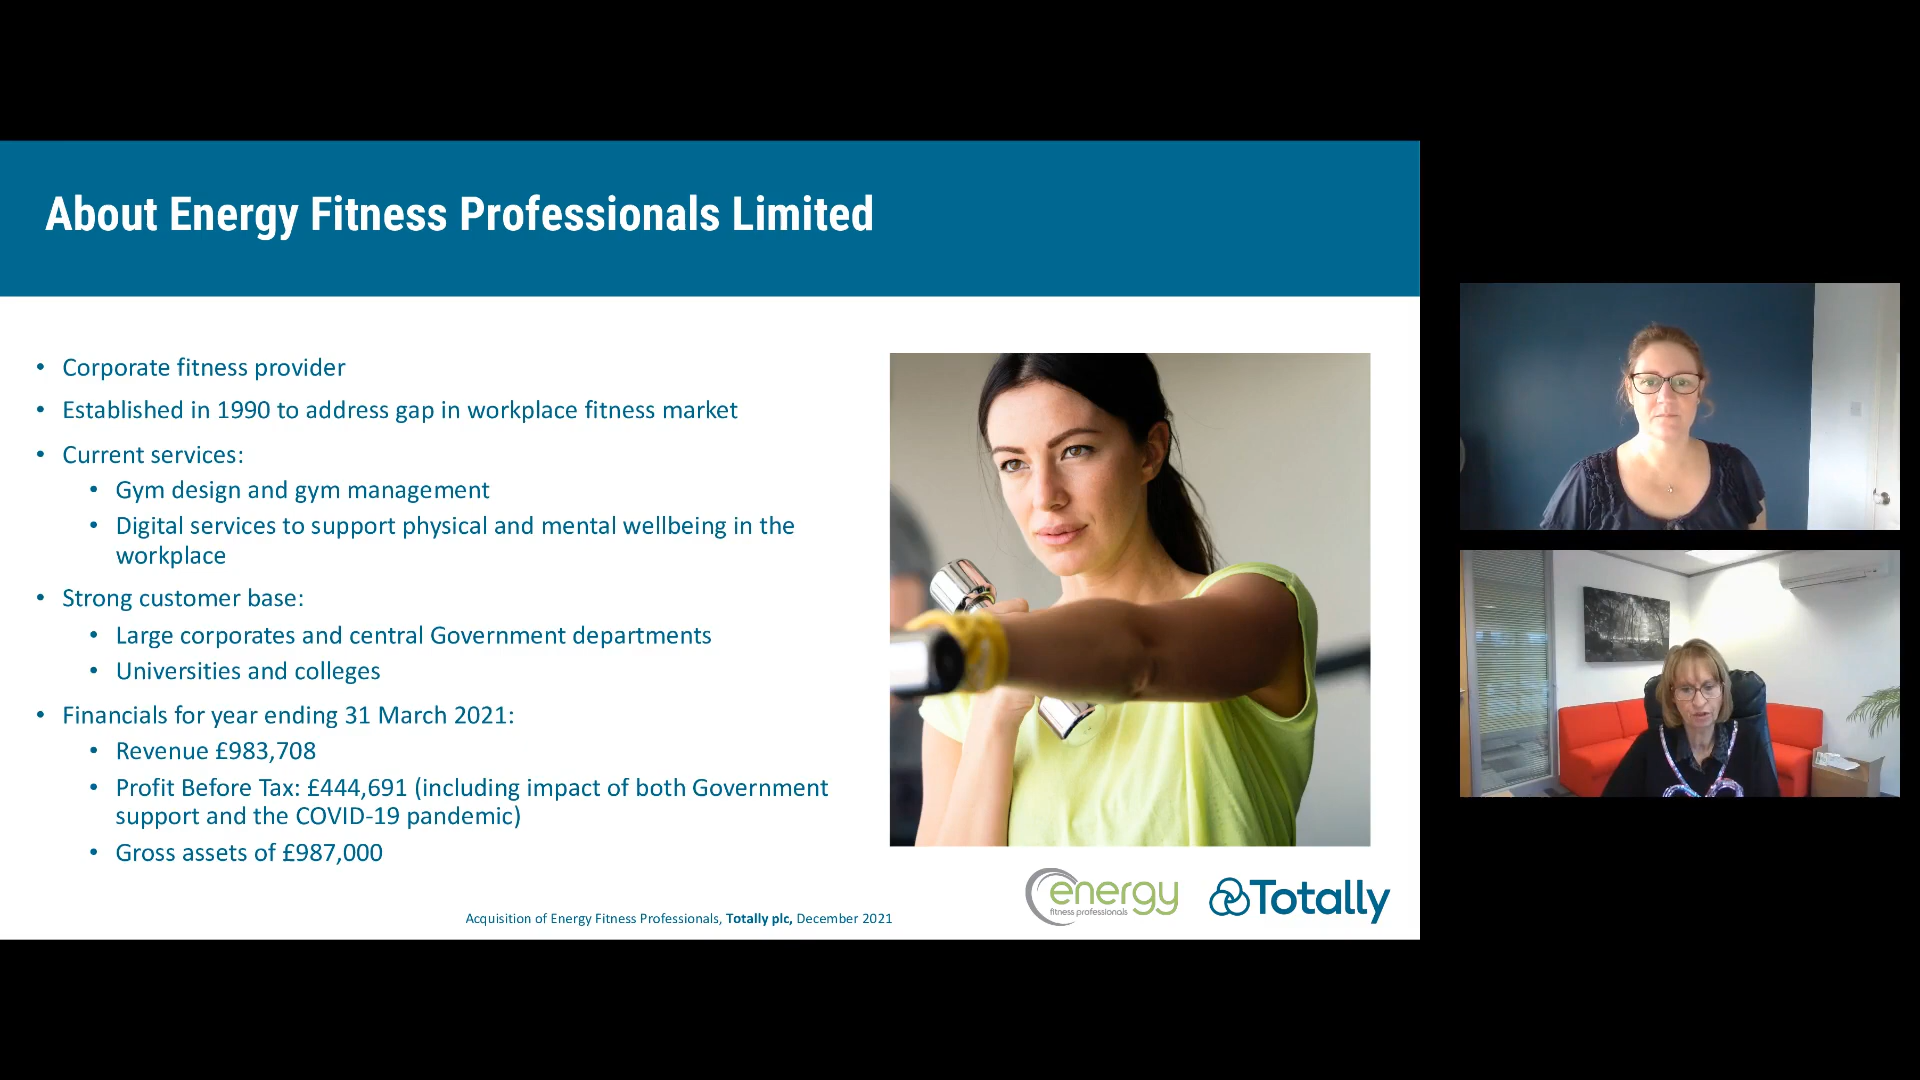 About Energy Fitness Professionals Limited
• Corporate fitness provider
• Established in 1990 to address gap in workplace fitness market
• Current services:
• Gym design and gym management
• Digital services to support physical and mental wellbeing in the
workplace
• Strong customer base:
• Large corporates and central Government departments
• Universities and colleges
• Financials for year ending 31 March 2021:
• Revenue £983,708
• Profit Before Tax: £444,691 (including impact of both Government
support and the COVID-19 pandemic)
• Gross assets of £987,000
energy
fitness professionals
Totally
Acquisition of Energy Fitness Professionals, Totally plc, December 2021